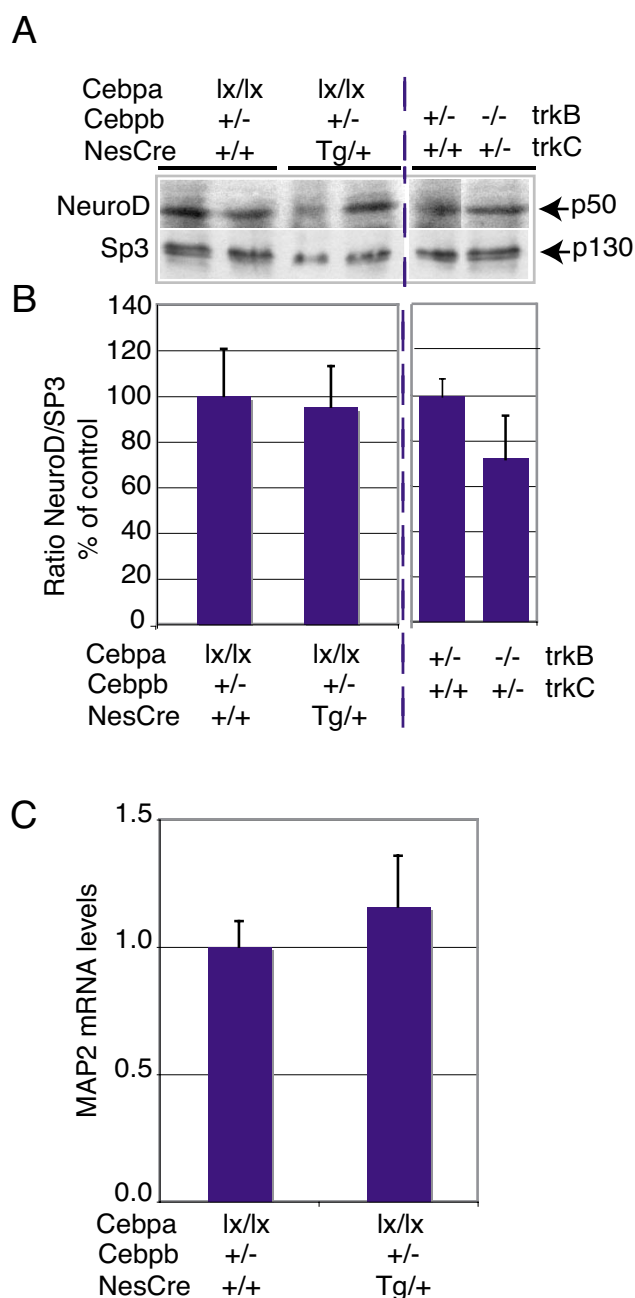 A
Cebpa lx/lx lx/lx
Cebpb +/- +/- +/- -/- trkB
NesCre +/+ Tg/+ +/+ +/- trkC
NeuroD p50
Sp3 p130
B
140
120
100
80
60
40
20
0
Ratio NeuroD/SP3
% of control
Cebpa lx/lx lx/lx +/- -/- trkB
Cebpb +/- +/- +/+ +/- trkC
NesCre +/+ Tg/+
C
1.5
1.0
0.5
0.0
MAP2 mRNA levels
Cebpa lx/lx lx/lx
Cebpb +/- +/-
NesCre +/+ Tg/+